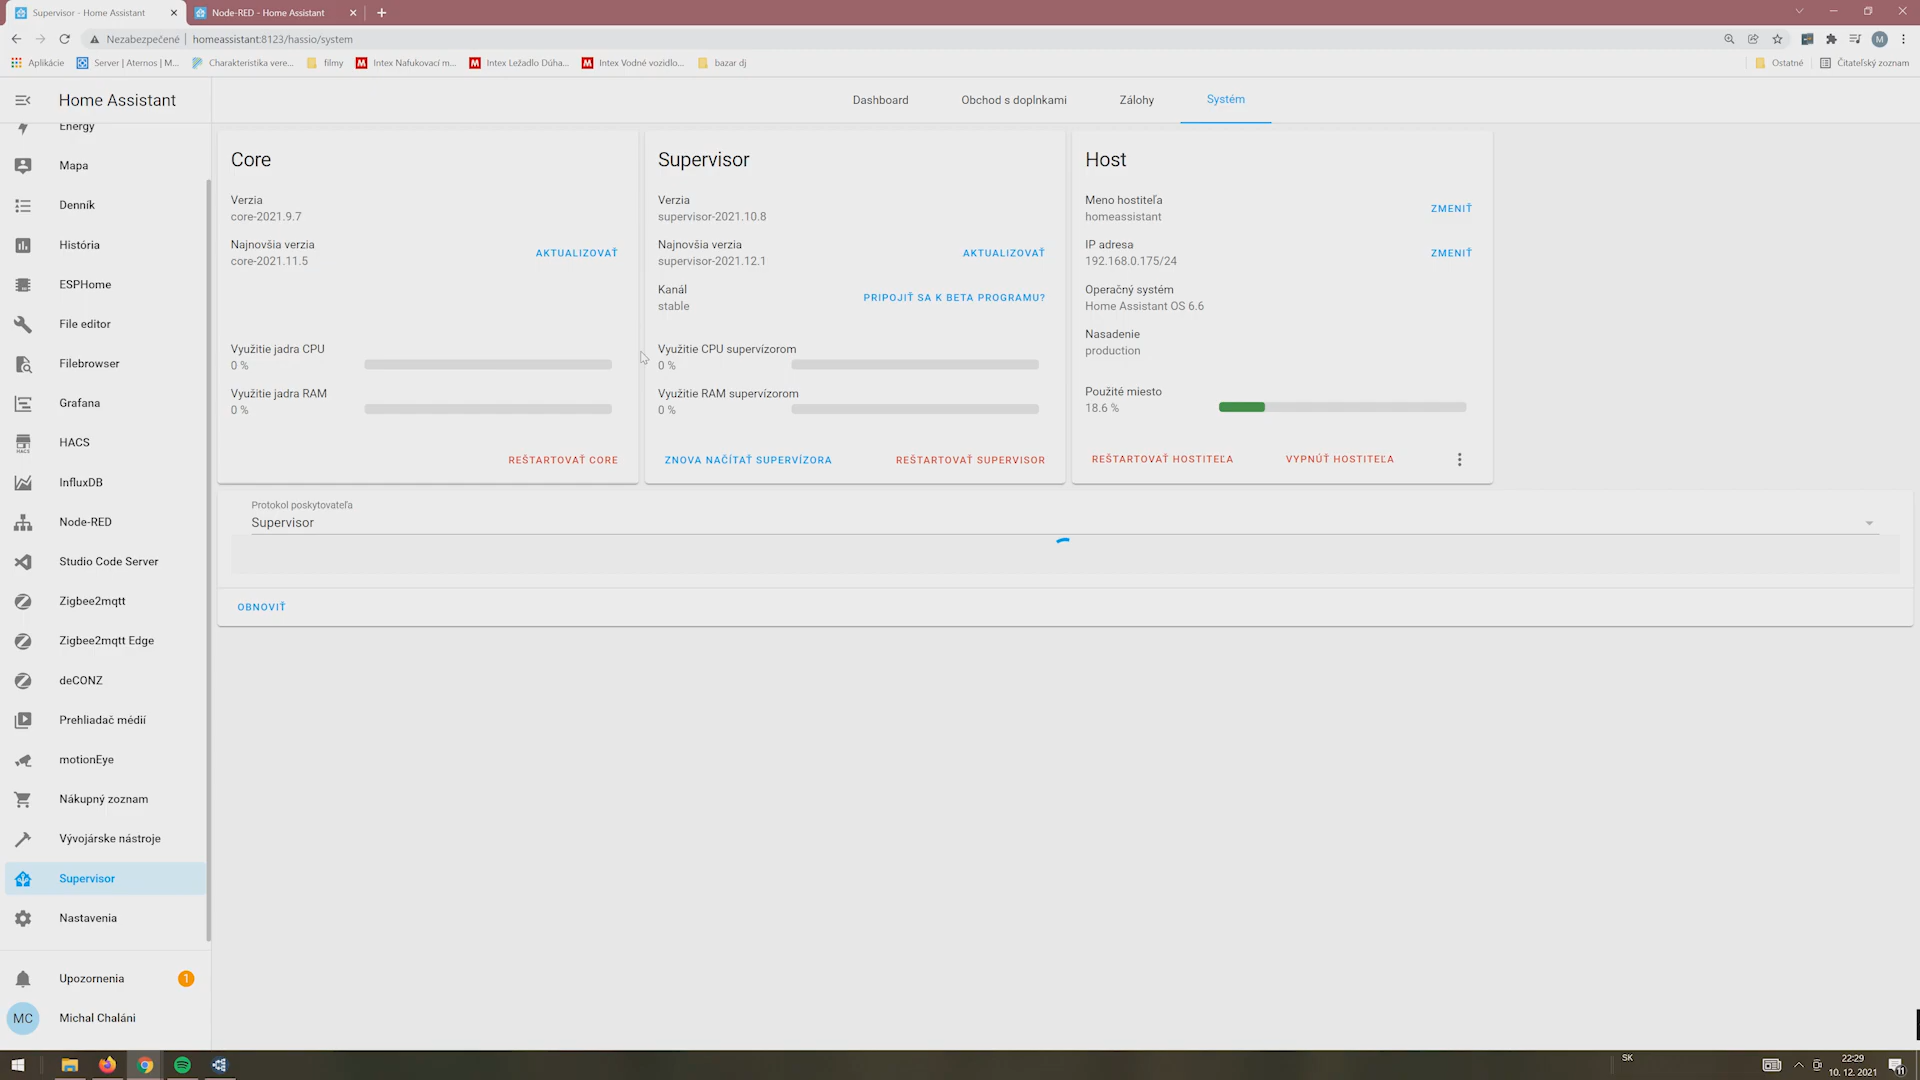 Supervisor - Home Assistant
Node-RED - Home Assistant
Nezabezpečené
homeassistant:8123/hassio/system
M
Aplikácie
Server | Aternos | M...
Charakteristika vere...
filmy
Intex Nafukovací m...
Intex Ležadlo Dúha...
Intex Vodné vozidlo...
bazar dj
Ostatné
Čitateľský zoznam
Home Assistant
Dashboard
Obchod s doplnkami
Zálohy
Systém
Energy
Mapa
Denník
História
ESPHome
File editor
Filebrowser
Grafana
HACS
InfluxDB
Node-RED
Studio Code Server
Zigbee2mqtt
Zigbee2mqtt Edge
deCONZ
Prehliadač médií
motionEye
Nákupný zoznam
Vývojárske nástroje
Supervisor
Nastavenia
Upozornenia
1
MC
Michal Chaláni
Core
Verzia
core-2021.9.7
Najnovšia verzia
core-2021.11.5
AKTUALIZOVAŤ
Využitie jadra CPU
0 %
Využitie jadra RAM
0 %
REŠTARTOVAŤ CORE
Supervisor
Verzia
supervisor-2021.10.8
Najnovšia verzia
supervisor-2021.12.1
AKTUALIZOVAŤ
Kanál
stable
PRIPOJIŤ SA K BETA PROGRAMU?
Využitie CPU supervízorom
0 %
Využitie RAM supervízorom
0 %
ZNOVA NAČÍTAŤ SUPERVÍZORA
REŠTARTOVAŤ SUPERVISOR
Host
Meno hostiteľa
homeassistant
ZMENIŤ
IP adresa
192.168.0.175/24
ZMENIŤ
Operačný systém
Home Assistant OS 6.6
Nasadenie
production
Použité miesto
18.6 %
REŠTARTOVAŤ HOSTITEĽA
VYPNÚŤ HOSTITEĽA
Protokol poskytovateľa
Supervisor
OBNOVIŤ
SK
22:29
10. 12. 2021
11